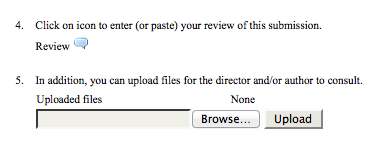 4. Click on icon to enter (or paste) your review of this submission.
Review
5. In addition, you can upload files for the director and/or author to consult.
Uploaded files None
Browse... Upload